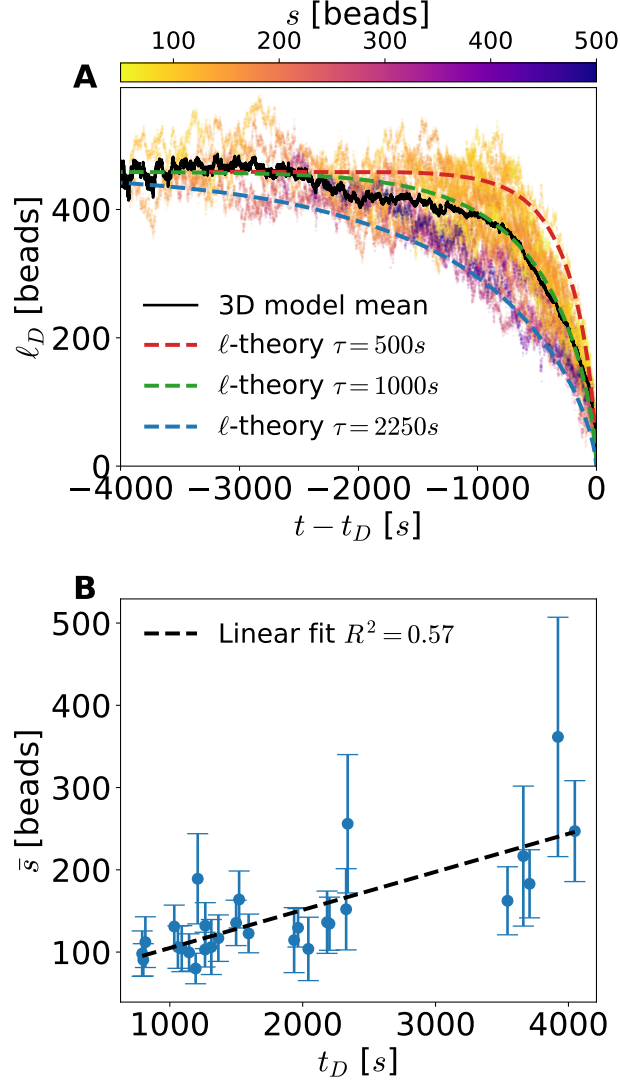 s [beads]
100 200 300 400 500
A
400
200
0
ℓ_D [beads]
3D model mean
ℓ-theory τ = 500s
ℓ-theory τ = 1000s
ℓ-theory τ = 2250s
−4000 −3000 −2000 −1000 0
t − t_D [s]
B
500
400
300
200
100
s̄ [beads]
Linear fit R² = 0.57
1000 2000 3000 4000
t_D [s]